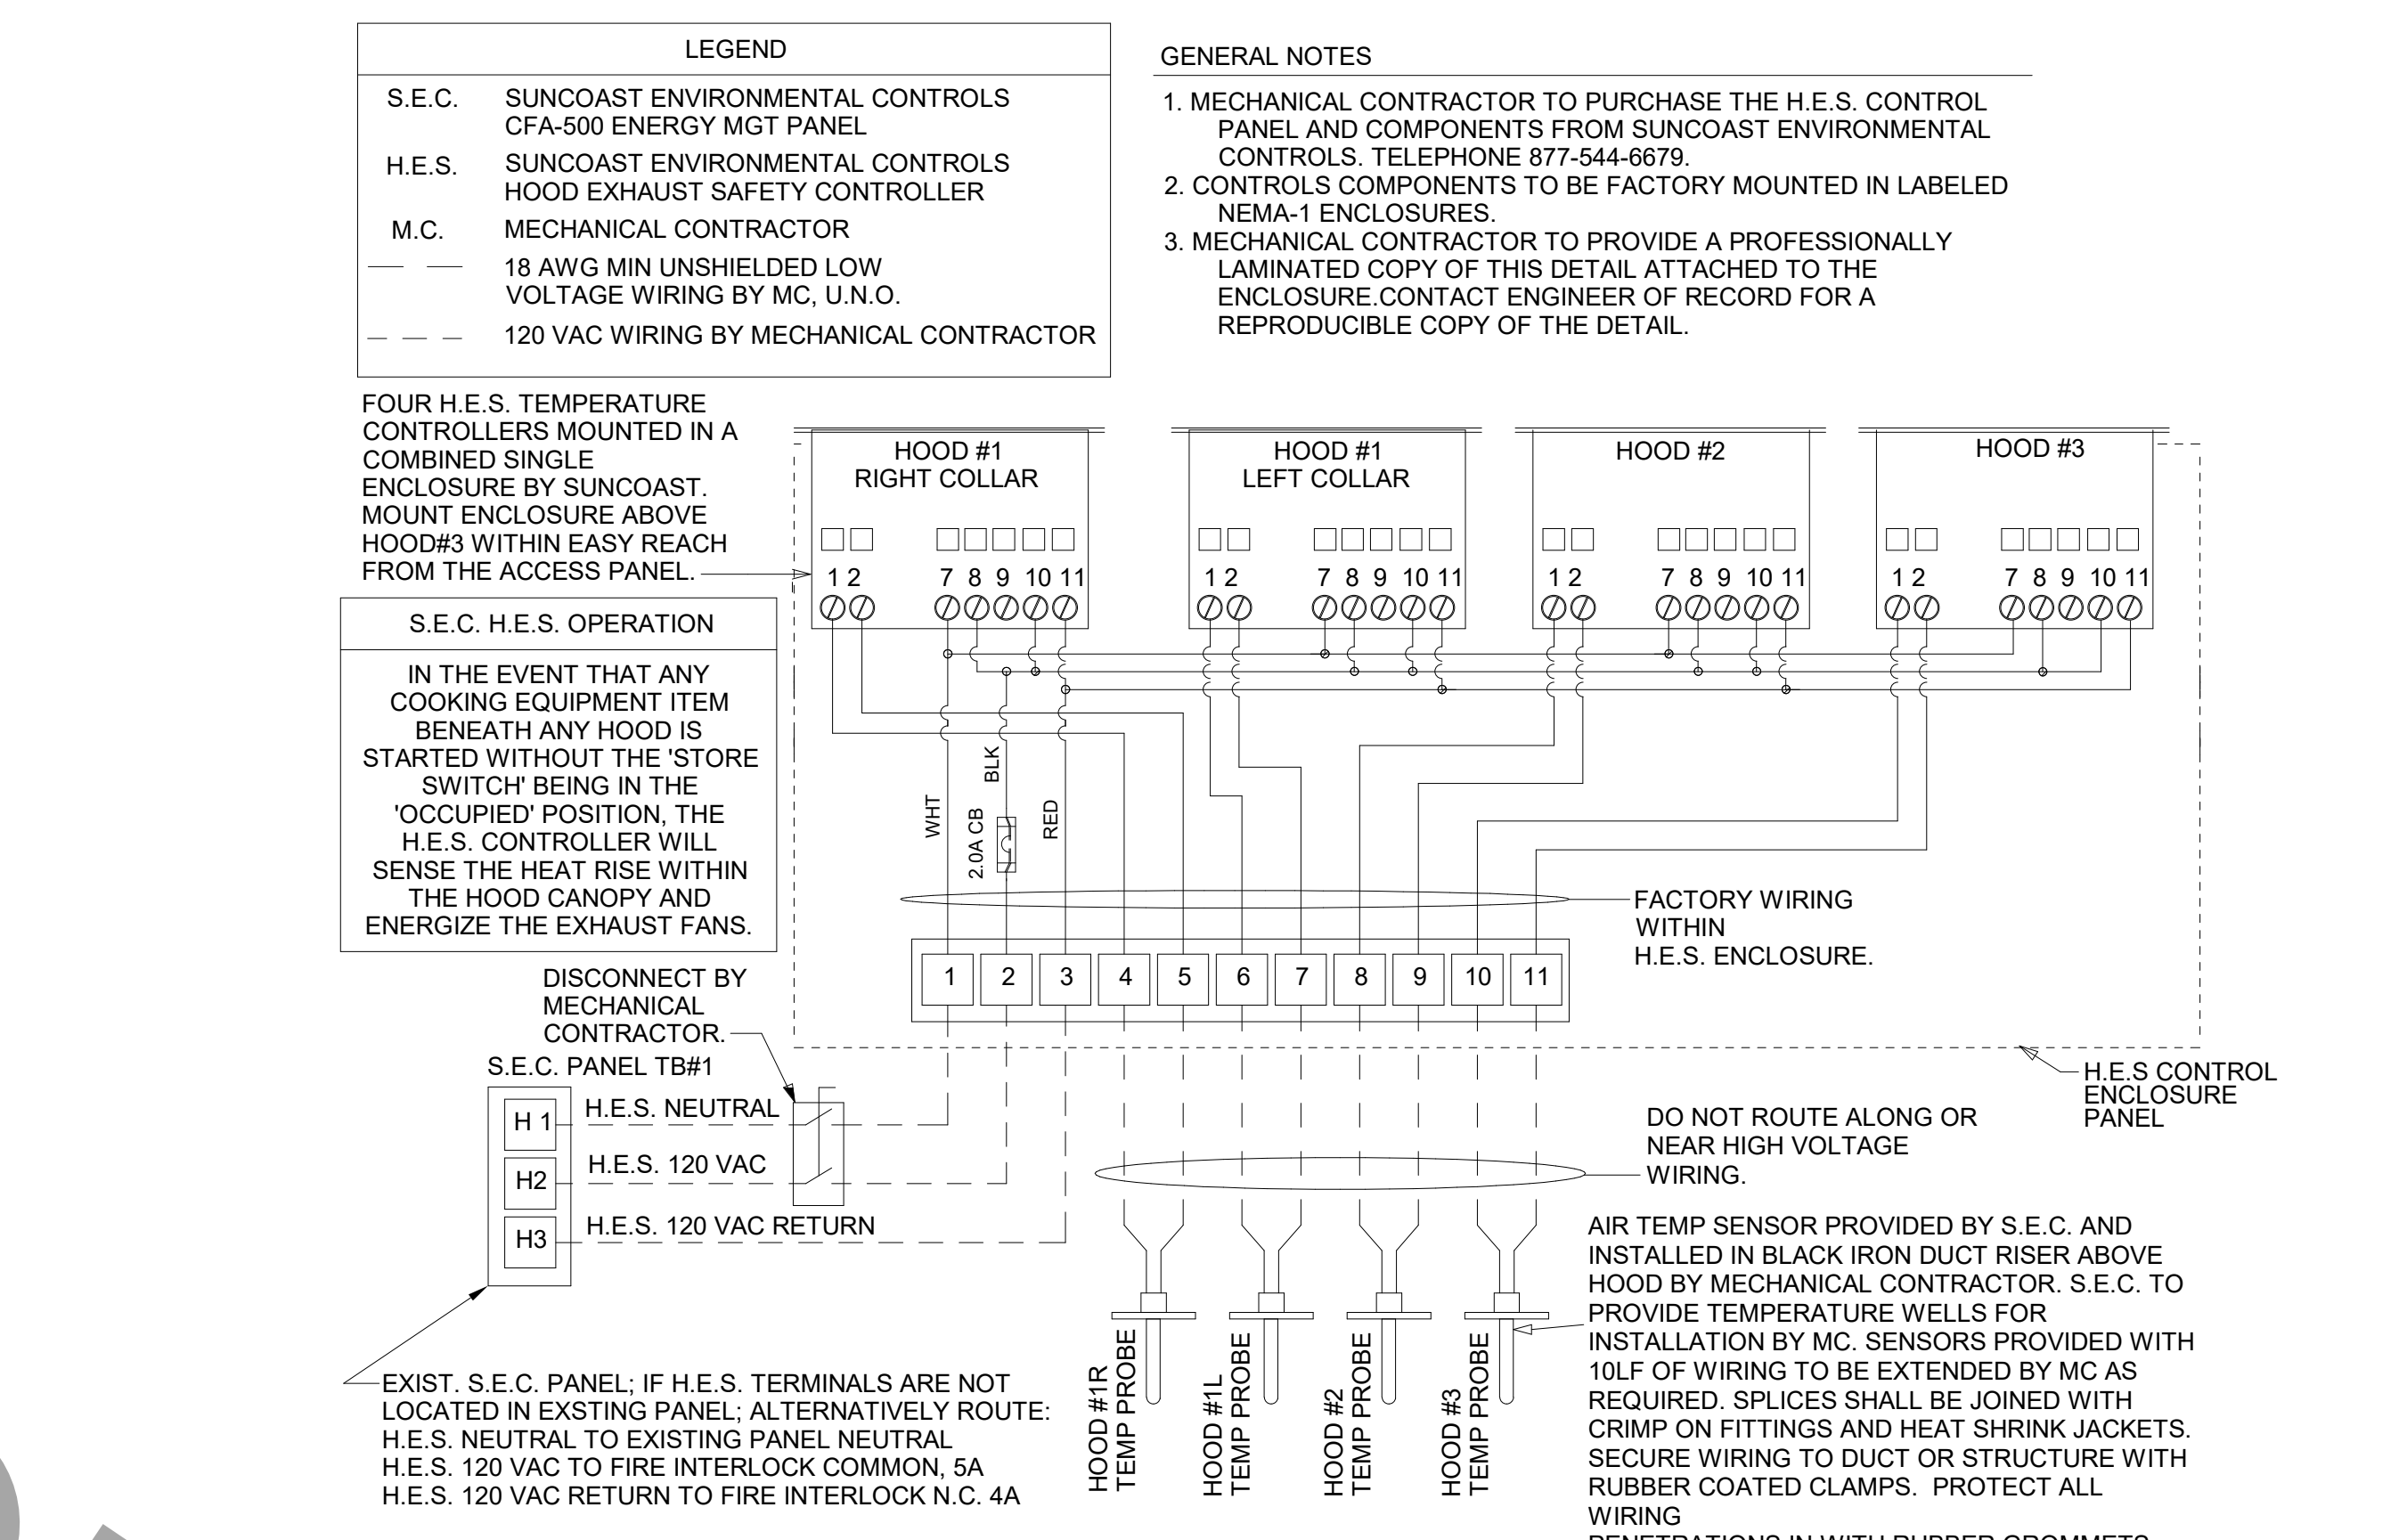 LEGEND
S.E.C. SUNCOAST ENVIRONMENTAL CONTROLS
CFA-500 ENERGY MGT PANEL
H.E.S. SUNCOAST ENVIRONMENTAL CONTROLS
HOOD EXHAUST SAFETY CONTROLLER
M.C. MECHANICAL CONTRACTOR
18 AWG MIN UNSHIELDED LOW
VOLTAGE WIRING BY MC, U.N.O.
120 VAC WIRING BY MECHANICAL CONTRACTOR
GENERAL NOTES
1. MECHANICAL CONTRACTOR TO PURCHASE THE H.E.S. CONTROL
PANEL AND COMPONENTS FROM SUNCOAST ENVIRONMENTAL
CONTROLS. TELEPHONE 877-544-6679.
2. CONTROLS COMPONENTS TO BE FACTORY MOUNTED IN LABELED
NEMA-1 ENCLOSURES.
3. MECHANICAL CONTRACTOR TO PROVIDE A PROFESSIONALLY
LAMINATED COPY OF THIS DETAIL ATTACHED TO THE
ENCLOSURE.CONTACT ENGINEER OF RECORD FOR A
REPRODUCIBLE COPY OF THE DETAIL.
FOUR H.E.S. TEMPERATURE
CONTROLLERS MOUNTED IN A
COMBINED SINGLE
ENCLOSURE BY SUNCOAST.
MOUNT ENCLOSURE ABOVE
HOOD#3 WITHIN EASY REACH
FROM THE ACCESS PANEL.
HOOD #1
RIGHT COLLAR
1 2 7 8 9 10 11
HOOD #1
LEFT COLLAR
1 2 7 8 9 10 11
HOOD #2
1 2 7 8 9 10 11
HOOD #3
1 2 7 8 9 10 11
S.E.C. H.E.S. OPERATION
IN THE EVENT THAT ANY
COOKING EQUIPMENT ITEM
BENEATH ANY HOOD IS
STARTED WITHOUT THE 'STORE
SWITCH' BEING IN THE
'OCCUPIED' POSITION, THE
H.E.S. CONTROLLER WILL
SENSE THE HEAT RISE WITHIN
THE HOOD CANOPY AND
ENERGIZE THE EXHAUST FANS.
WHT
BLK
2.0A CB
RED
FACTORY WIRING
WITHIN
H.E.S. ENCLOSURE.
1 2 3 4 5 6 7 8 9 10 11
DISCONNECT BY
MECHANICAL
CONTRACTOR.
S.E.C. PANEL TB#1
H 1 H.E.S. NEUTRAL
H2 H.E.S. 120 VAC
H3 H.E.S. 120 VAC RETURN
H.E.S CONTROL
ENCLOSURE
PANEL
DO NOT ROUTE ALONG OR
NEAR HIGH VOLTAGE
WIRING.
EXIST. S.E.C. PANEL; IF H.E.S. TERMINALS ARE NOT
LOCATED IN EXSTING PANEL; ALTERNATIVELY ROUTE:
H.E.S. NEUTRAL TO EXISTING PANEL NEUTRAL
H.E.S. 120 VAC TO FIRE INTERLOCK COMMON, 5A
H.E.S. 120 VAC RETURN TO FIRE INTERLOCK N.C. 4A
HOOD #1R
TEMP PROBE
HOOD #1L
TEMP PROBE
HOOD #2
TEMP PROBE
HOOD #3
TEMP PROBE
AIR TEMP SENSOR PROVIDED BY S.E.C. AND
INSTALLED IN BLACK IRON DUCT RISER ABOVE
HOOD BY MECHANICAL CONTRACTOR. S.E.C. TO
PROVIDE TEMPERATURE WELLS FOR
INSTALLATION BY MC. SENSORS PROVIDED WITH
10LF OF WIRING TO BE EXTENDED BY MC AS
REQUIRED. SPLICES SHALL BE JOINED WITH
CRIMP ON FITTINGS AND HEAT SHRINK JACKETS.
SECURE WIRING TO DUCT OR STRUCTURE WITH
RUBBER COATED CLAMPS. PROTECT ALL
WIRING
PENETRATIONS IN WITH RUBBER GROMMETS